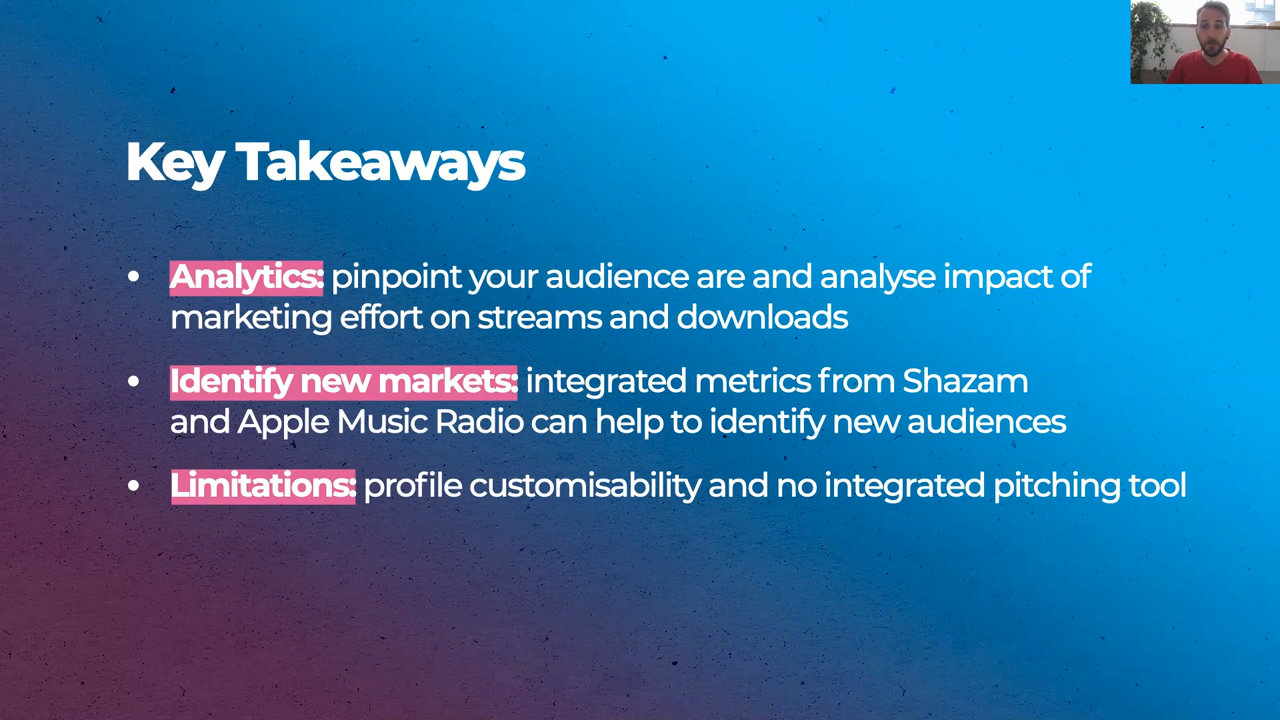 Key Takeaways
• Analytics: pinpoint your audience are and analyse impact of
marketing effort on streams and downloads
• Identify new markets: integrated metrics from Shazam
and Apple Music Radio can help to identify new audiences
• Limitations: profile customisability and no integrated pitching tool